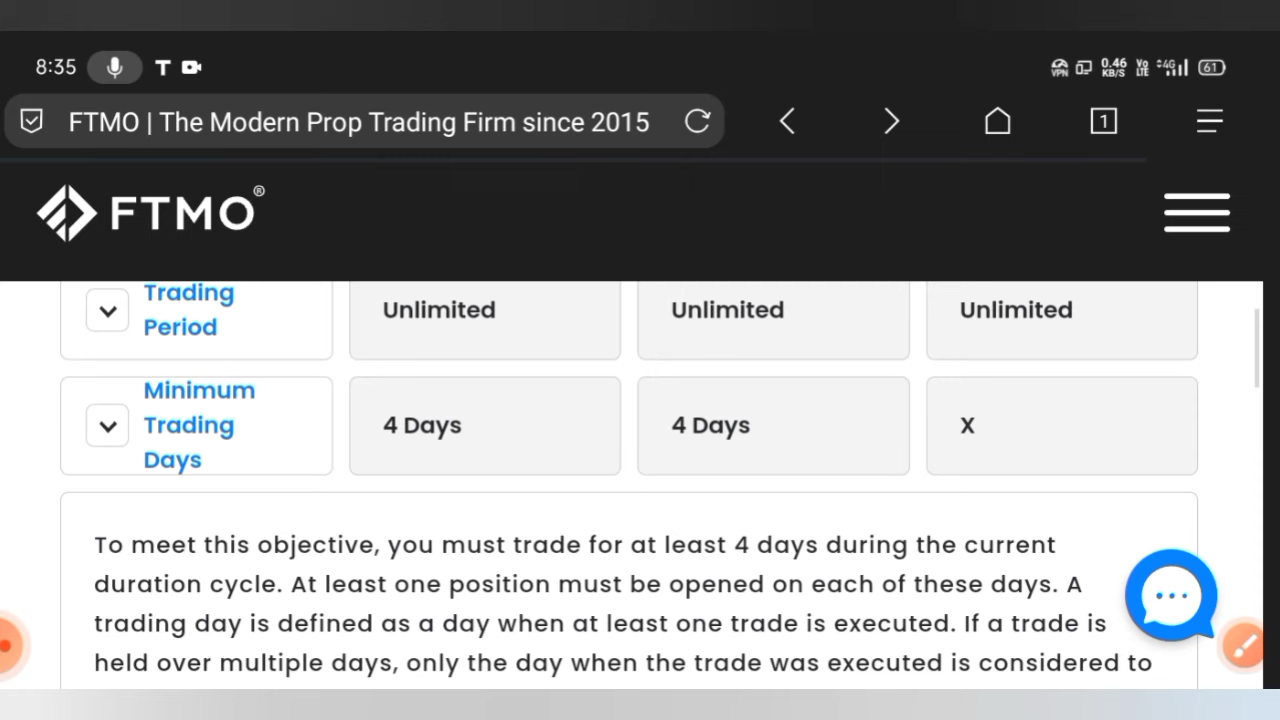 8:35 T VPN 0.46 KB/S Vo LTE 4G 61
FTMO | The Modern Prop Trading Firm since 2015 1
FTMO®
Trading
Period
Unlimited Unlimited Unlimited
Minimum
Trading
Days
4 Days 4 Days X
To meet this objective, you must trade for at least 4 days during the current
duration cycle. At least one position must be opened on each of these days. A
trading day is defined as a day when at least one trade is executed. If a trade is
held over multiple days, only the day when the trade was executed is considered to